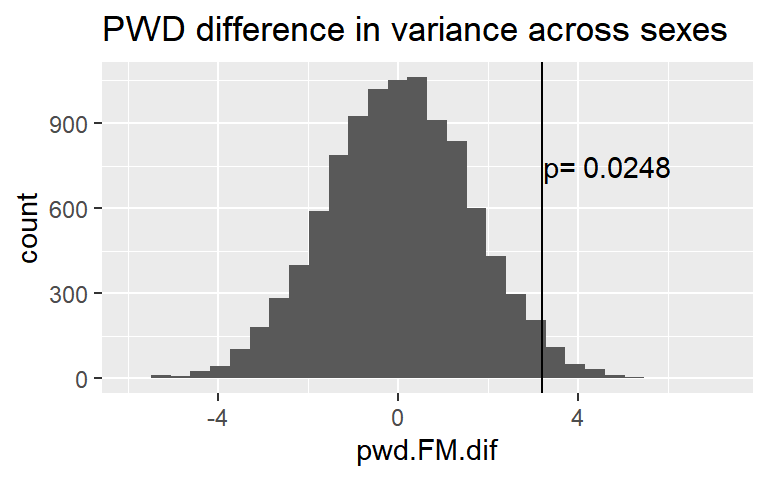 PWD difference in variance across sexes
count
900
600
300
0
p= 0.0248
-4
0
4
pwd.FM.dif